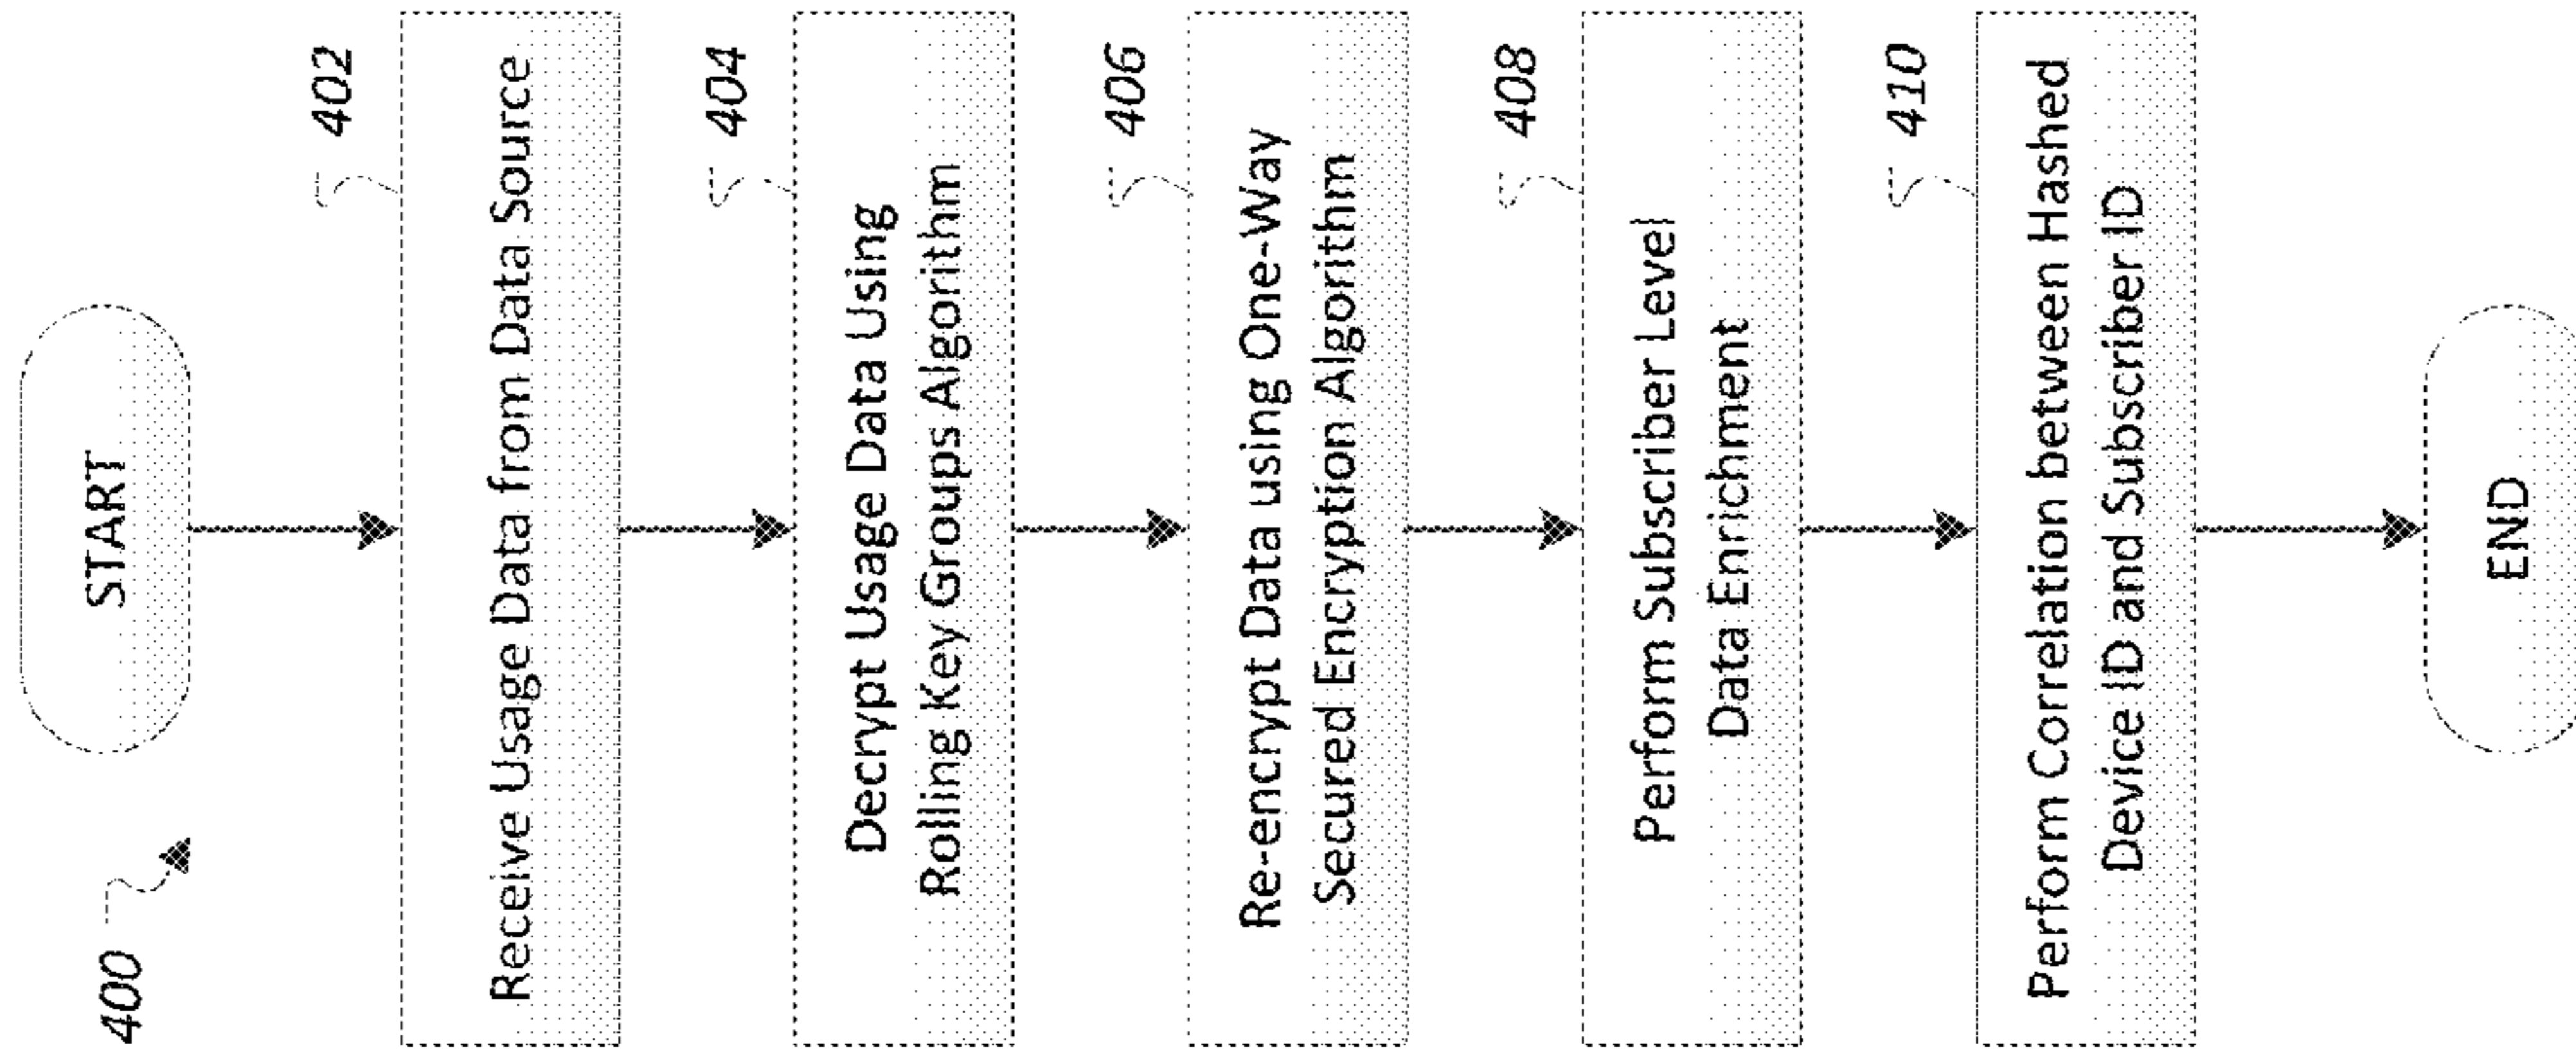 400
START
402
Receive Usage Data from Data Source
404
Decrypt Usage Data Using
Rolling Key Groups Algorithm
406
Re-encrypt Data using One-Way
Secured Encryption Algorithm
408
Perform Subscriber Level
Data Enrichment
410
Perform Correlation between Hashed
Device ID and Subscriber ID
END